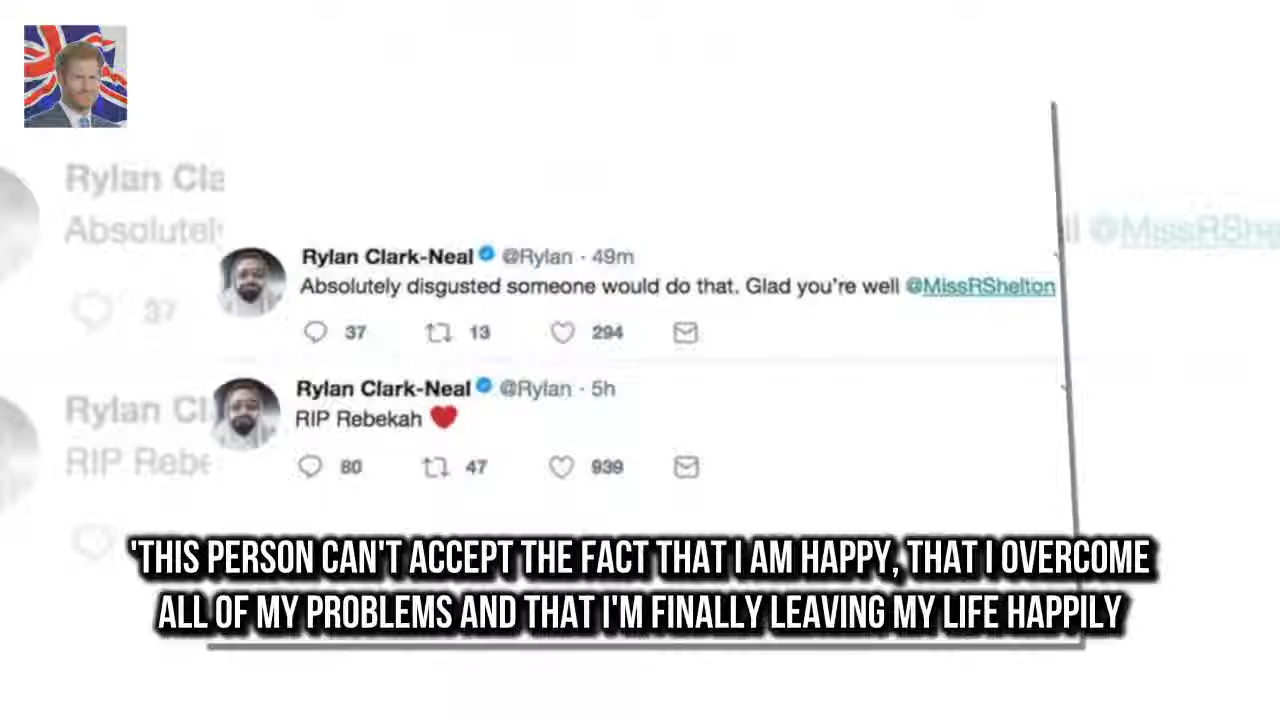 Rylan Cla
Absolutely
37
Rylan Cl
RIP Rebe
@MissRShe
Rylan Clark-Neal @Rylan · 49m
Absolutely disgusted someone would do that. Glad you're well @MissRShelton
37 13 294
Rylan Clark-Neal @Rylan · 5h
RIP Rebekah ❤️
80 47 939
'THIS PERSON CAN'T ACCEPT THE FACT THAT I AM HAPPY, THAT I OVERCOME
ALL OF MY PROBLEMS AND THAT I'M FINALLY LEAVING MY LIFE HAPPILY